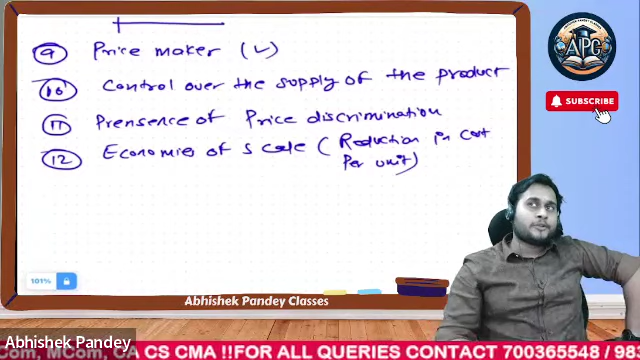 9 Price maker (L)
10 Control over the supply of the product
11 Prensence of Price discrimination
12 Economies of scale (Reduction in cost
Per unit)
101%
Abhishek Pandey Classes
Abhishek Pandey
APG
SUBSCRIBE
Com, MCom, CA CS CMA !!FOR ALL QUERIES CONTACT 700365548 / 98